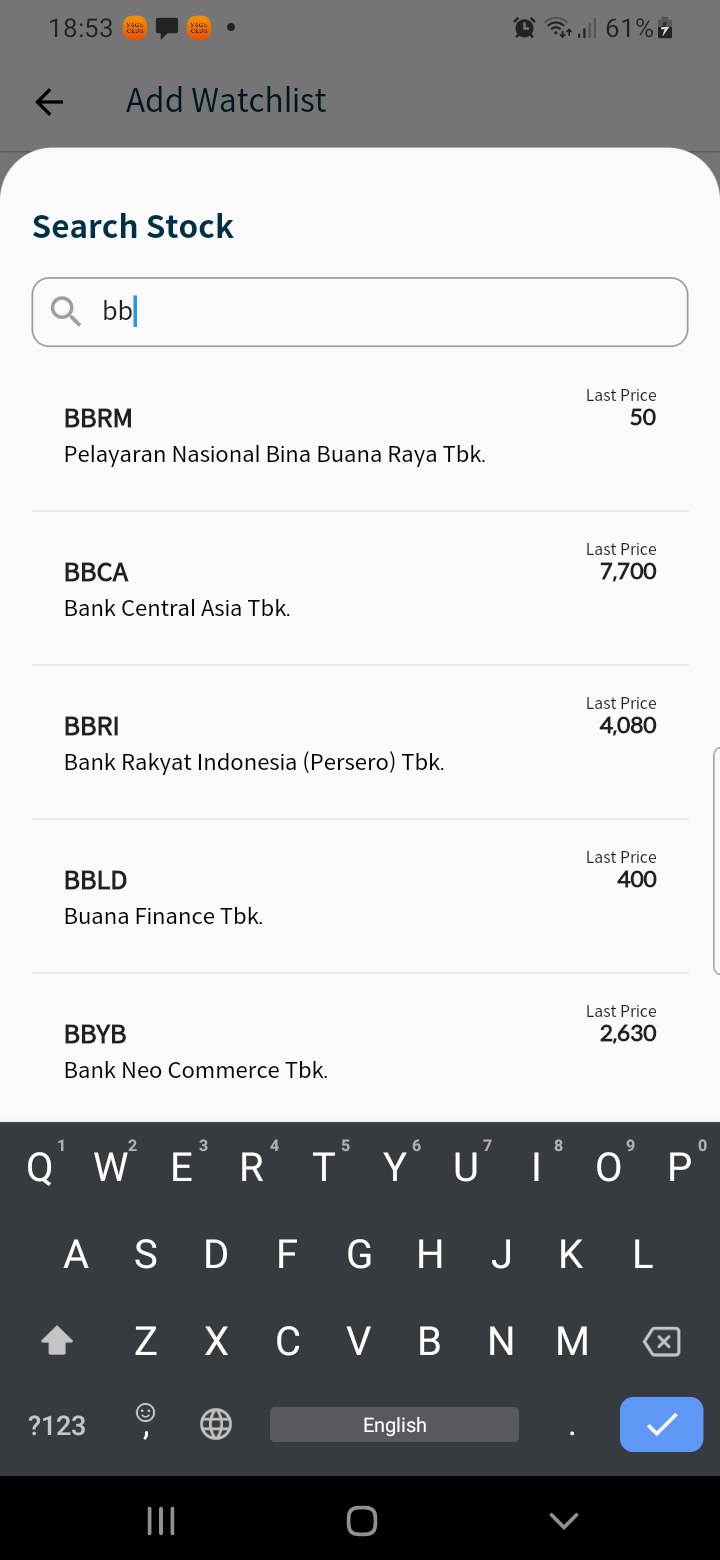 18:53 61%
Add Watchlist
Search Stock
bb
Last Price
BBRM 50
Pelayaran Nasional Bina Buana Raya Tbk.
Last Price
BBCA 7,700
Bank Central Asia Tbk.
Last Price
BBRI 4,080
Bank Rakyat Indonesia (Persero) Tbk.
Last Price
BBLD 400
Buana Finance Tbk.
Last Price
BBYB 2,630
Bank Neo Commerce Tbk.
1 2 3 4 5 6 7 8 9 0
Q W E R T Y U I O P
A S D F G H J K L
Z X C V B N M
?123 , English .